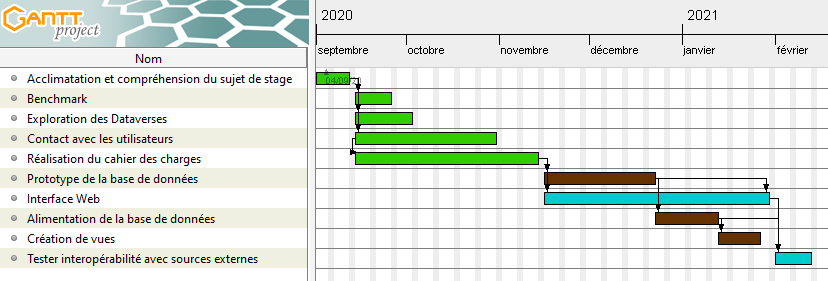 GANTT
project
2020
2021
septembre
octobre
novembre
décembre
janvier
février
Nom
Acclimatation et compréhension du sujet de stage
04/09/20
Benchmark
Exploration des Dataverses
Contact avec les utilisateurs
Réalisation du cahier des charges
Prototype de la base de données
Interface Web
Alimentation de la base de données
Création de vues
Tester interopérabilité avec sources externes